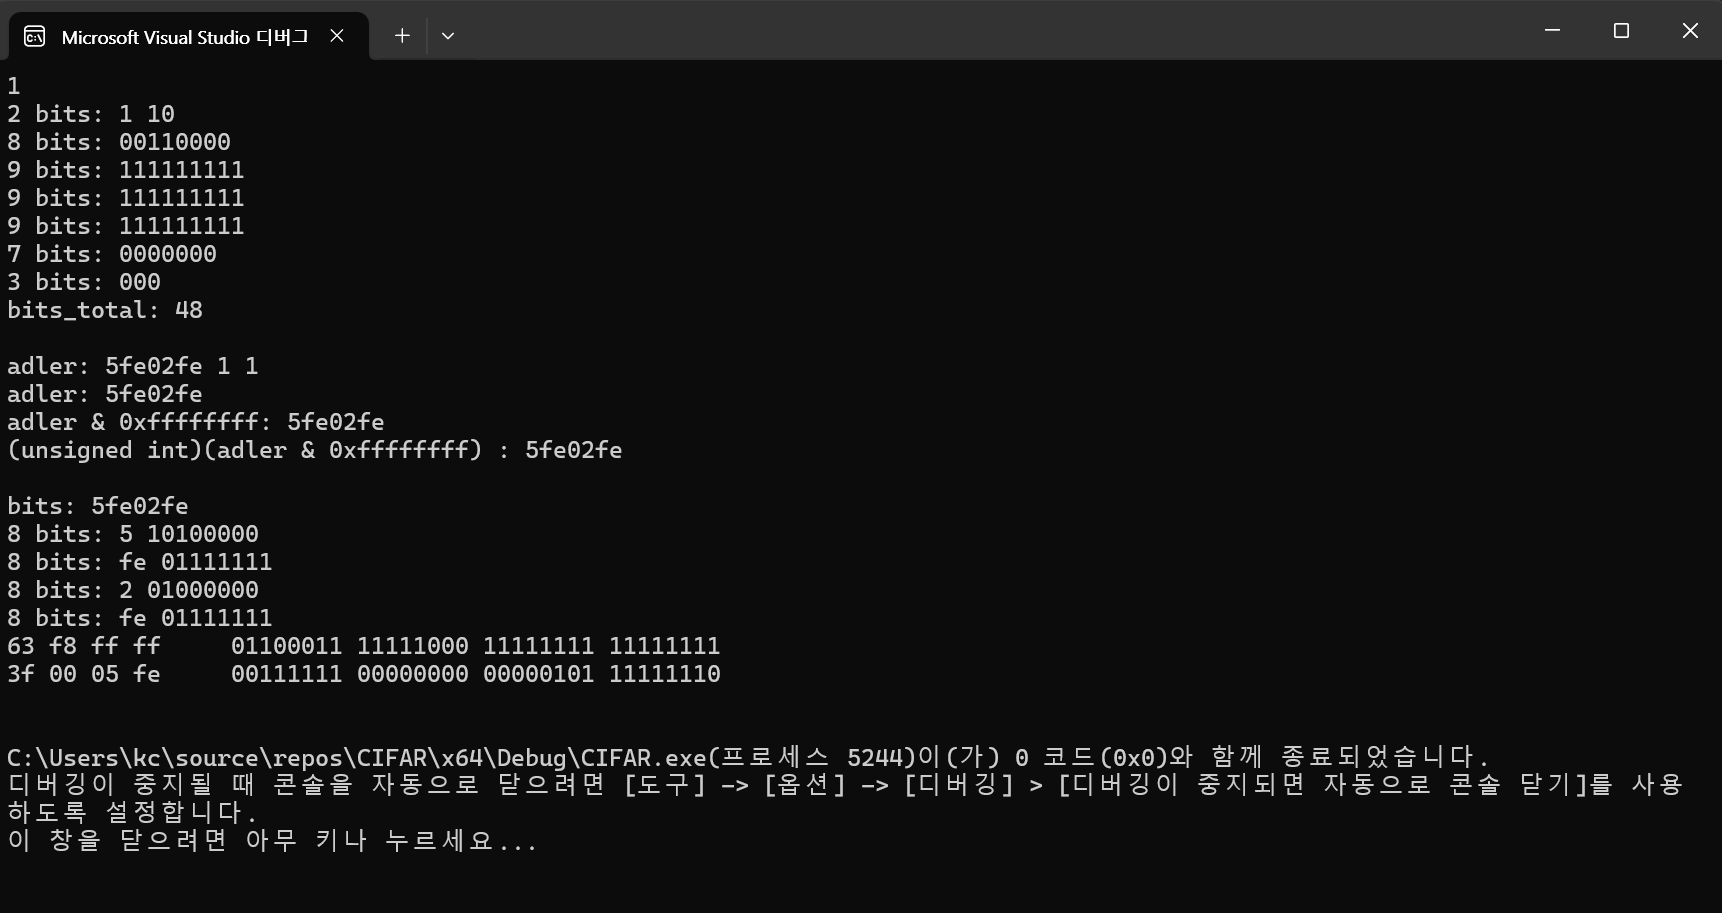 Microsoft Visual Studio 디버그
1
2 bits: 1 10
8 bits: 00110000
9 bits: 111111111
9 bits: 111111111
9 bits: 111111111
7 bits: 0000000
3 bits: 000
bits_total: 48
adler: 5fe02fe 1 1
adler: 5fe02fe
adler & 0xffffffff: 5fe02fe
(unsigned int)(adler & 0xffffffff) : 5fe02fe
bits: 5fe02fe
8 bits: 5 10100000
8 bits: fe 01111111
8 bits: 2 01000000
8 bits: fe 01111111
63 f8 ff ff     01100011 11111000 11111111 11111111
3f 00 05 fe     00111111 00000000 00000101 11111110
C:\Users\kc\source\repos\CIFAR\x64\Debug\CIFAR.exe(프로세스 5244)이(가) 0 코드(0x0)와 함께 종료되었습니다.
디버깅이 중지될 때 콘솔을 자동으로 닫으려면 [도구] -> [옵션] -> [디버깅] > [디버깅이 중지되면 자동으로 콘솔 닫기]를 사용
하도록 설정합니다.
이 창을 닫으려면 아무 키나 누르세요...